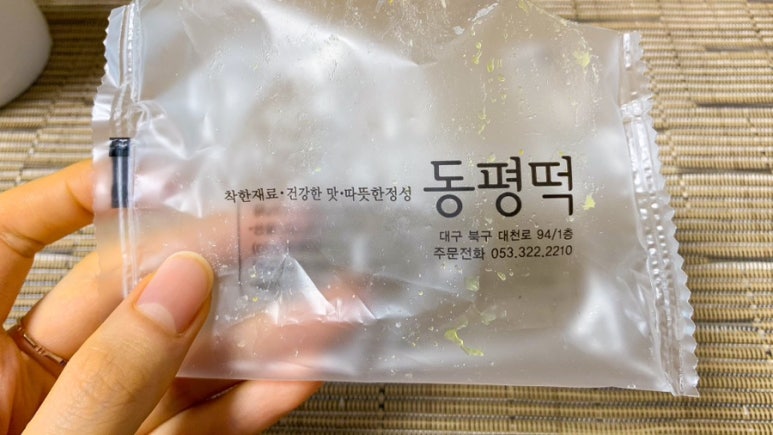 착한재료·건강한 맛·따뜻한정성 동평떡
대구 북구 대천로 94/1층
주문전화 053.322.2210